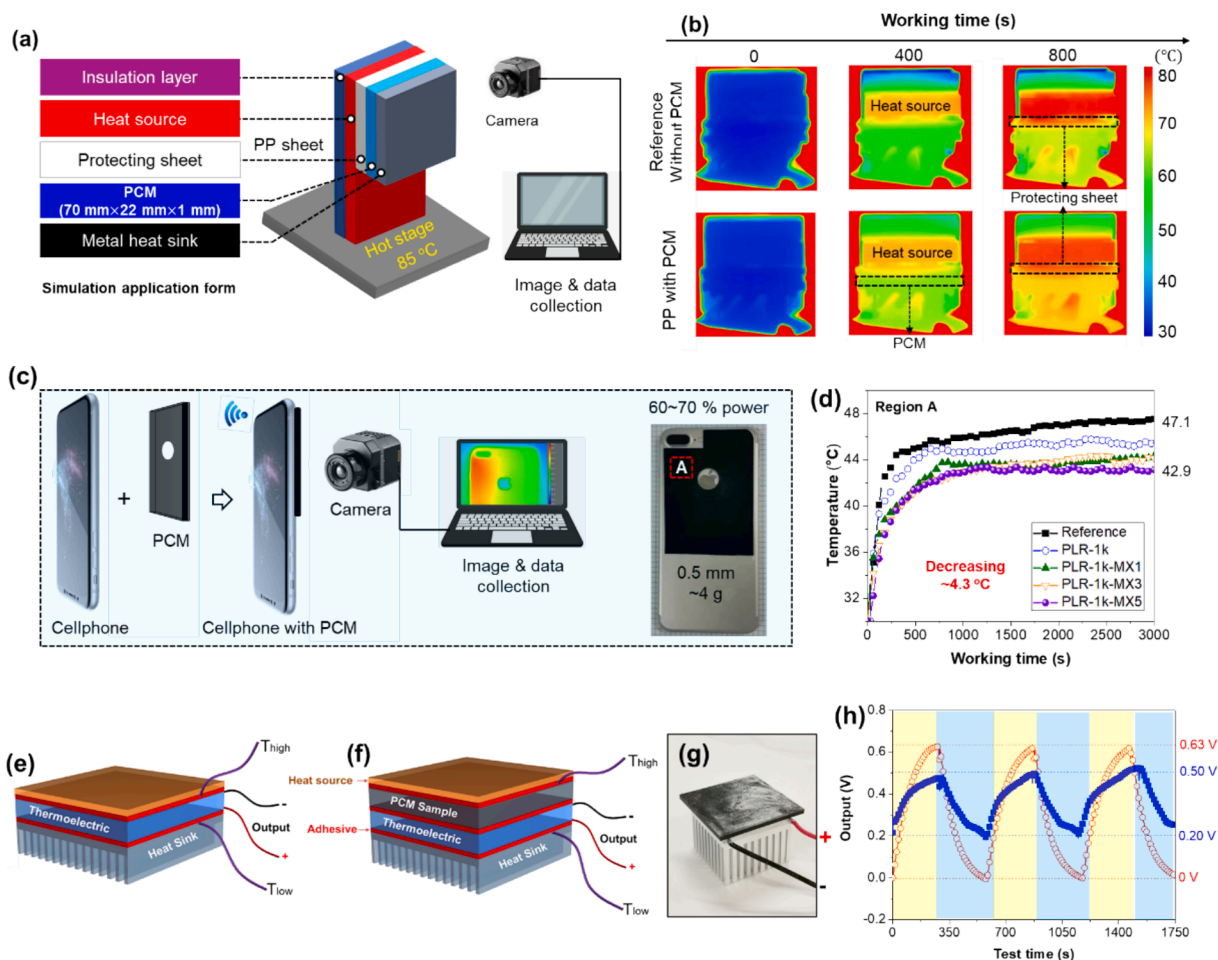 (a)
Insulation layer
Heat source
Protecting sheet
PCM
(70 mm×22 mm×1 mm)
Metal heat sink
Simulation application form
PP sheet
Hot stage
85 °C
Camera
Image & data
collection
(b)
Working time (s)
0
400
800
(°C)
Reference
Without PCM
PP with PCM
Heat source
Heat source
Protecting sheet
PCM
80
70
60
50
40
30
(c)
Cellphone
+
PCM
Cellphone with PCM
Camera
Image & data
collection
60~70 % power
A
0.5 mm
~4 g
(d)
Region A
Temperature (°C)
48
44
40
36
32
47.1
42.9
Reference
PLR-1k
PLR-1k-MX1
PLR-1k-MX3
PLR-1k-MX5
Decreasing
~4.3 °C
0
500
1000
1500
2000
2500
3000
Working time (s)
(e)
Thigh
Thermoelectric
-
Output
+
Heat Sink
Tlow
(f)
Heat source
Thigh
PCM Sample
-
Thermoelectric
Output
Adhesive
+
Heat Sink
Tlow
(g)
+
-
(h)
Output (V)
0.8
0.6
0.4
0.2
0.0
-0.2
0.63 V
0.50 V
0.20 V
0 V
0
350
700
1050
1400
1750
Test time (s)